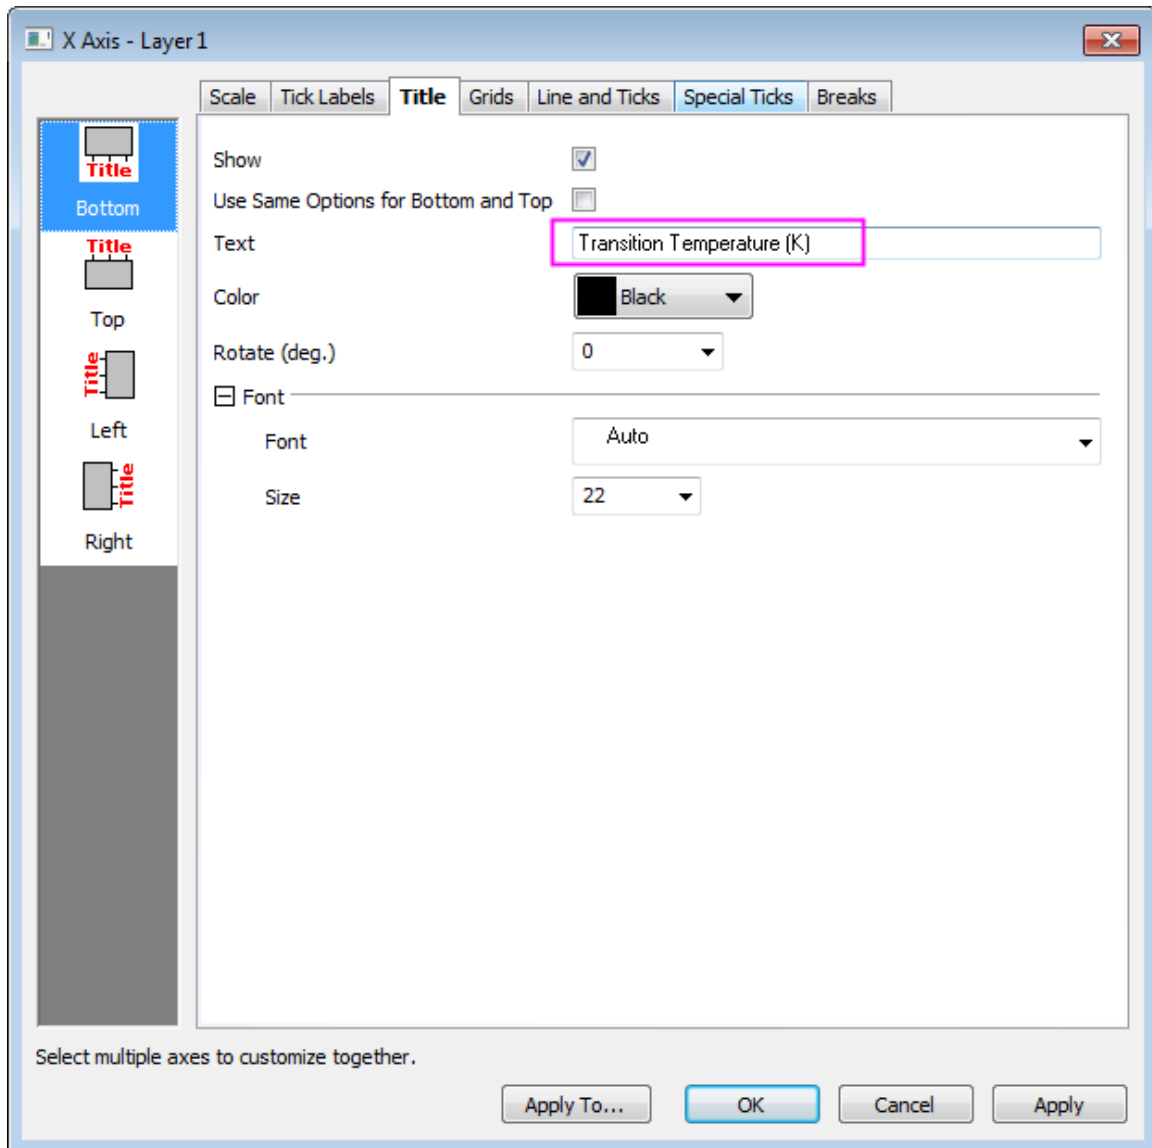 X Axis - Layer 1
Scale Tick Labels Title Grids Line and Ticks Special Ticks Breaks
Title
Bottom
Title
Top
Title
Left
Title
Right
Show
Use Same Options for Bottom and Top
Text Transition Temperature (K)
Color Black
Rotate (deg.) 0
Font
Font Auto
Size 22
Select multiple axes to customize together.
Apply To... OK Cancel Apply